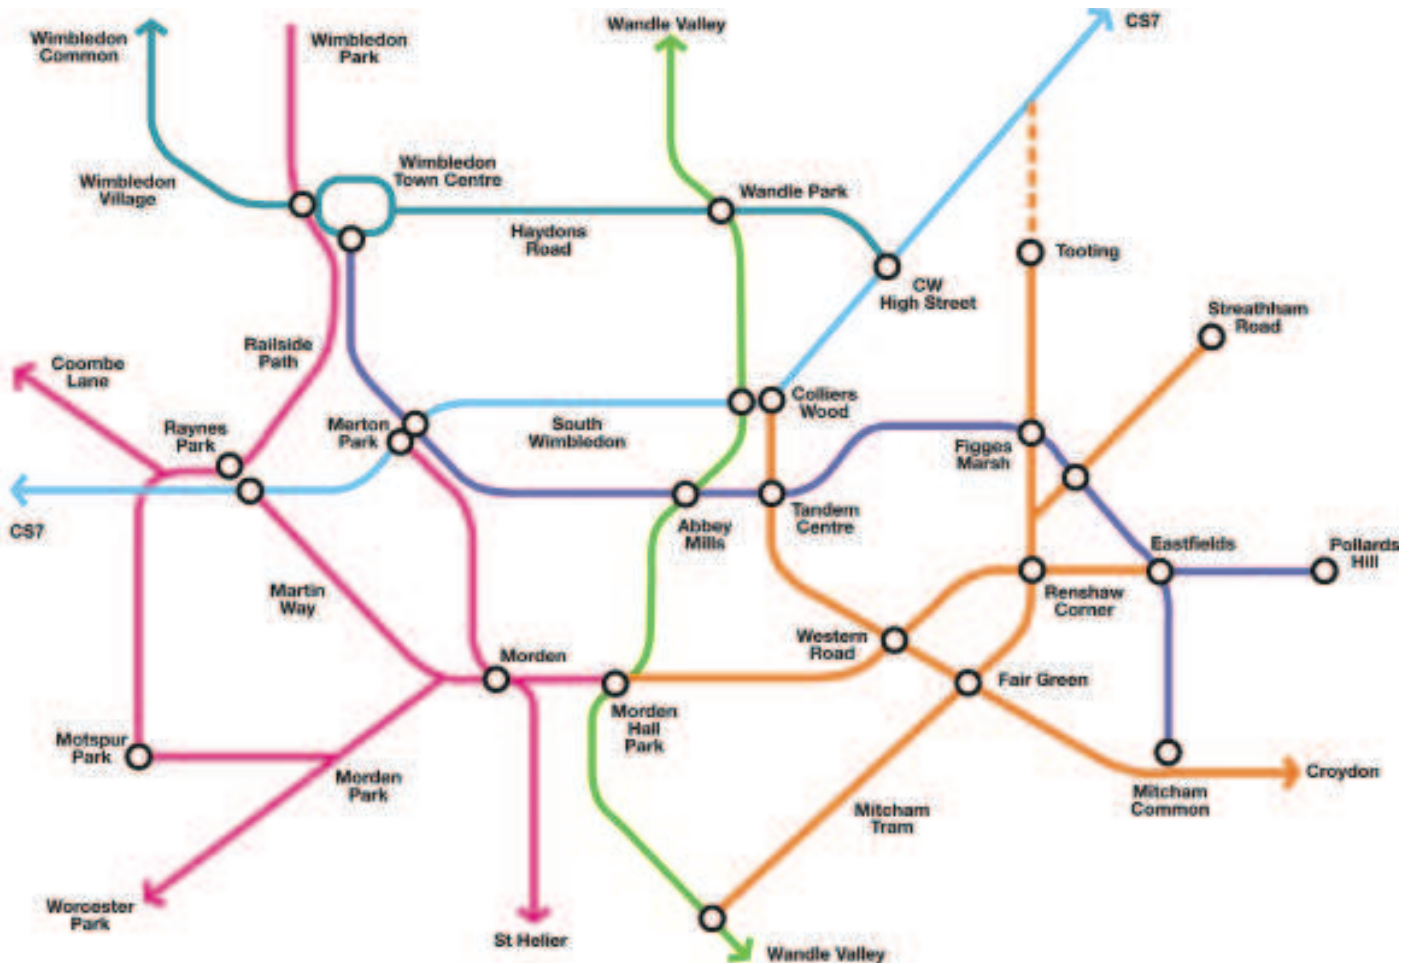 Wandle Valley
CS7
Wimbledon
Common
Wimbledon
Park
Wimbledon
Town Centre
Wimbledon
Village
Wandle Park
Haydons
Road
Tooting
CW
High Street
Streathham
Road
Railside
Path
Coombe
Lane
Colliers
Wood
Raynes
Park
Merton
Park
South
Wimbledon
Figges
Marsh
CS7
Abbey
Mills
Tandem
Centre
Eastfields
Pollards
Hill
Martin
Way
Renshaw
Corner
Western
Road
Morden
Fair Green
Morden
Hall
Park
Motspur
Park
Morden
Park
Croydon
Mitcham
Common
Mitcham
Tram
Worcester
Park
St Helier
Wandle Valley